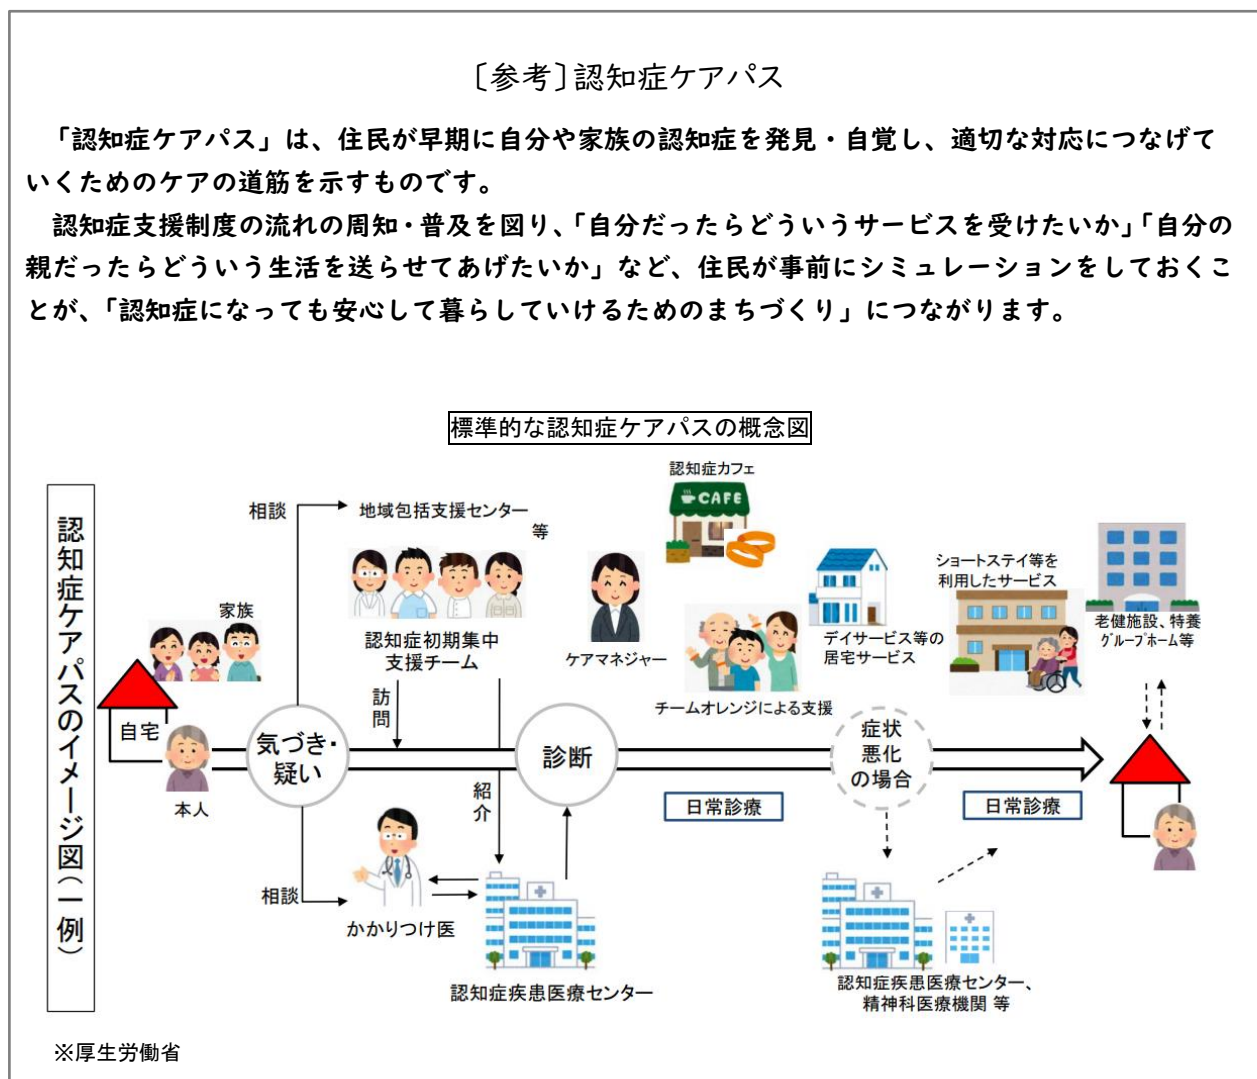 〔参考〕認知症ケアパス
「認知症ケアパス」は、住民が早期に自分や家族の認知症を発見・自覚し、適切な対応につなげて
いくためのケアの道筋を示すものです。
認知症支援制度の流れの周知・普及を図り、「自分だったらどういうサービスを受けたいか」「自分の
親だったらどういう生活を送らせてあげたいか」など、住民が事前にシミュレーションをしておくこ
とが、「認知症になっても安心して暮らしていけるためのまちづくり」につながります。
標準的な認知症ケアパスの概念図
認知症ケアパスのイメージ図（一例）
家族
自宅
本人
気づき・
疑い
相談
地域包括支援センター
等
認知症初期集中
支援チーム
訪問
紹介
相談
かかりつけ医
認知症疾患医療センター
診断
ケアマネジャー
認知症カフェ
CAFE
チームオレンジによる支援
デイサービス等の
居宅サービス
日常診療
症状
悪化
の場合
ショートステイ等を
利用したサービス
日常診療
認知症疾患医療センター、
精神科医療機関 等
老健施設、特養
グループホーム等
※厚生労働省